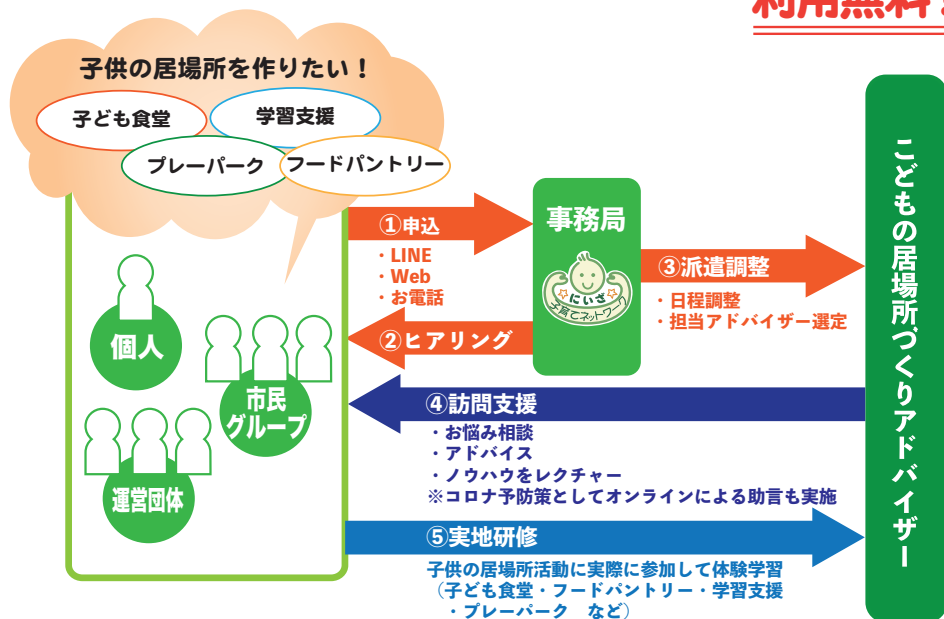 利用無料!
子供の居場所を作りたい!
子ども食堂
学習支援
プレーパーク
フードパントリー
個人
市民
グループ
運営団体
①申込
・LINE
・Web
・お電話
②ヒアリング
事務局
にいざ
子育てネットワーク
③派遣調整
・日程調整
・担当アドバイザー選定
④訪問支援
・お悩み相談
・アドバイス
・ノウハウをレクチャー
※コロナ予防策としてオンラインによる助言も実施
⑤実地研修
子供の居場所活動に実際に参加して体験学習
(子ども食堂・フードパントリー・学習支援
・プレーパーク など)
こどもの居場所づくりアドバイザー